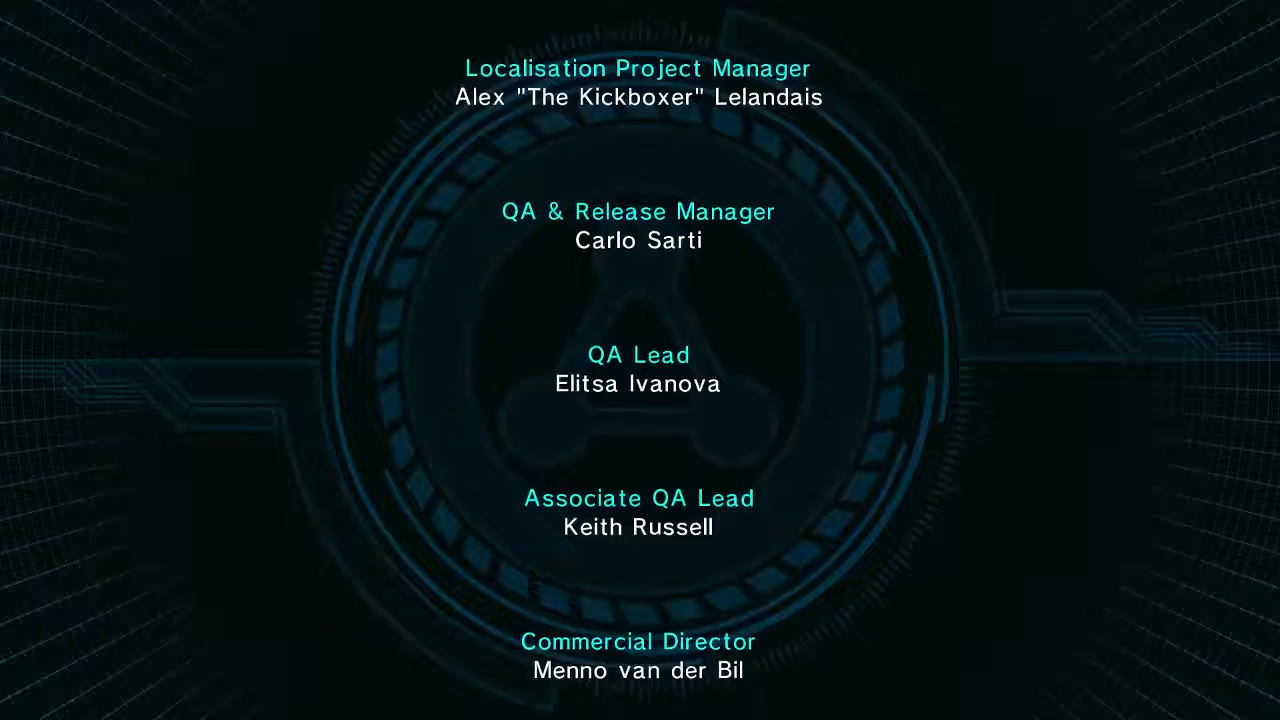 Localisation Project Manager
Alex "The Kickboxer" Lelandais
QA & Release Manager
Carlo Sarti
QA Lead
Elitsa Ivanova
Associate QA Lead
Keith Russell
Commercial Director
Menno van der Bil